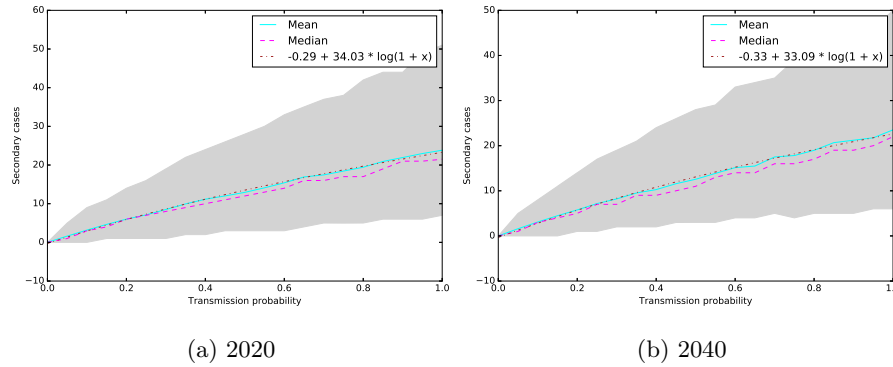 60
50
40
30
20
10
0
−10
Secondary cases
0.0 0.2 0.4 0.6 0.8 1.0
Transmission probability
Mean
Median
-0.29 + 34.03 * log(1 + x)
(a) 2020
50
40
30
20
10
0
−10
Secondary cases
0.0 0.2 0.4 0.6 0.8 1.0
Transmission probability
Mean
Median
-0.33 + 33.09 * log(1 + x)
(b) 2040